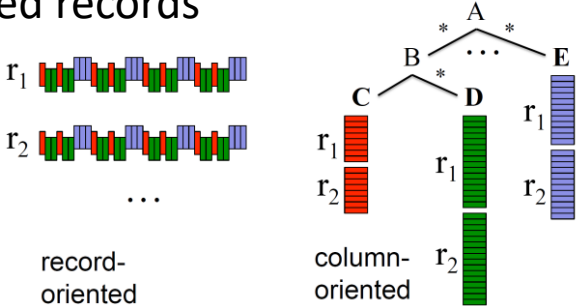 ed records
r1
r2
...
record-
oriented
A
* *
B ... E
*
C D
r1
r2
r1
r2
r1
r2
column-
oriented